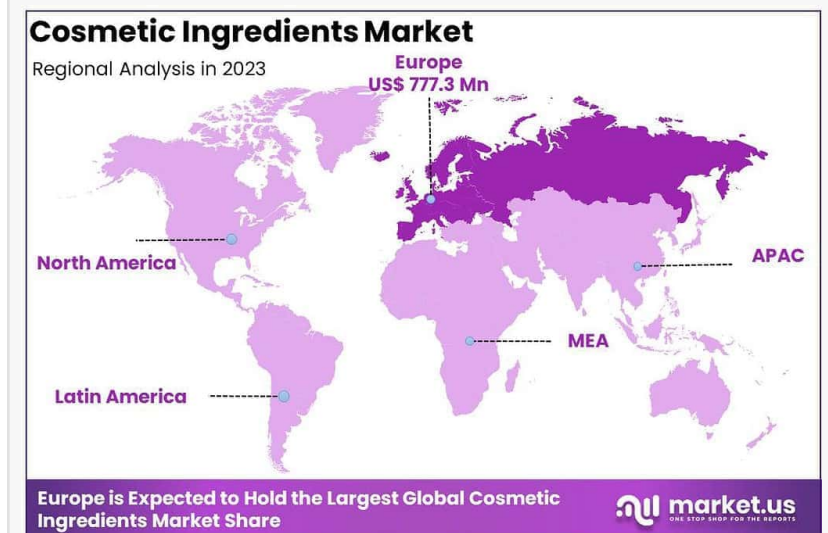 Cosmetic Ingredients Market
Regional Analysis in 2023
Europe
US$ 777.3 Mn
North America
APAC
MEA
Latin America
Europe is Expected to Hold the Largest Global Cosmetic
Ingredients Market Share
market.us
ONE STOP SHOP FOR THE REPORTS